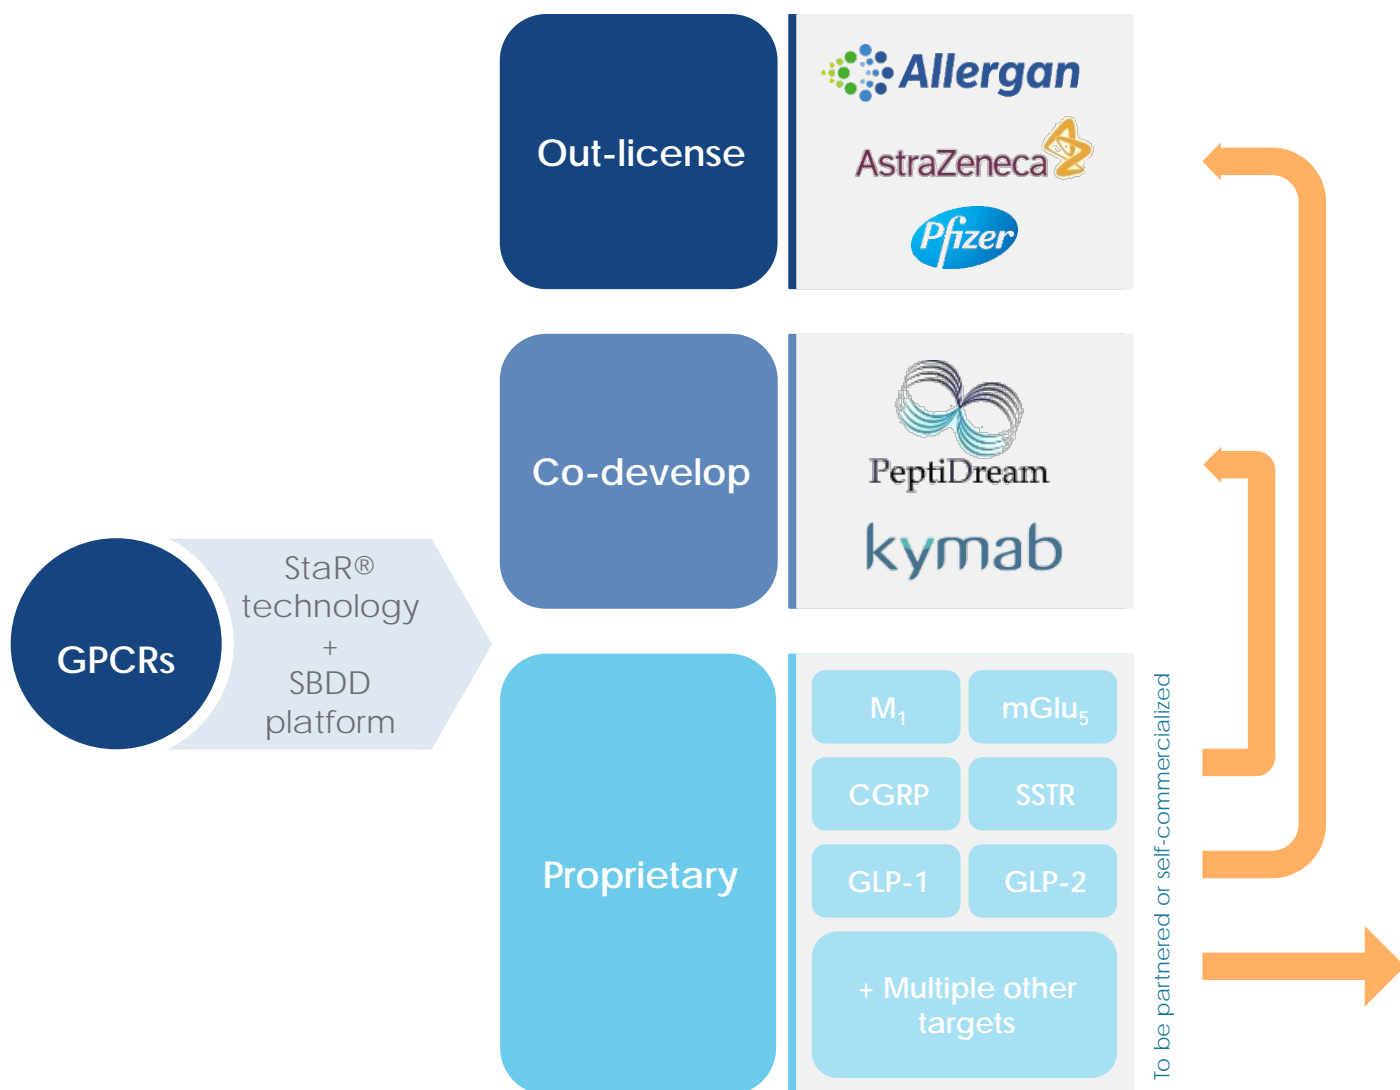 GPCRs
StaR®
technology
+
SBDD
platform
Out-license
Allergan
AstraZeneca
Pfizer
Co-develop
PeptiDream
kymab
Proprietary
M₁
mGlu₅
CGRP
SSTR
GLP-1
GLP-2
+ Multiple other
targets
To be partnered or self-commercialized